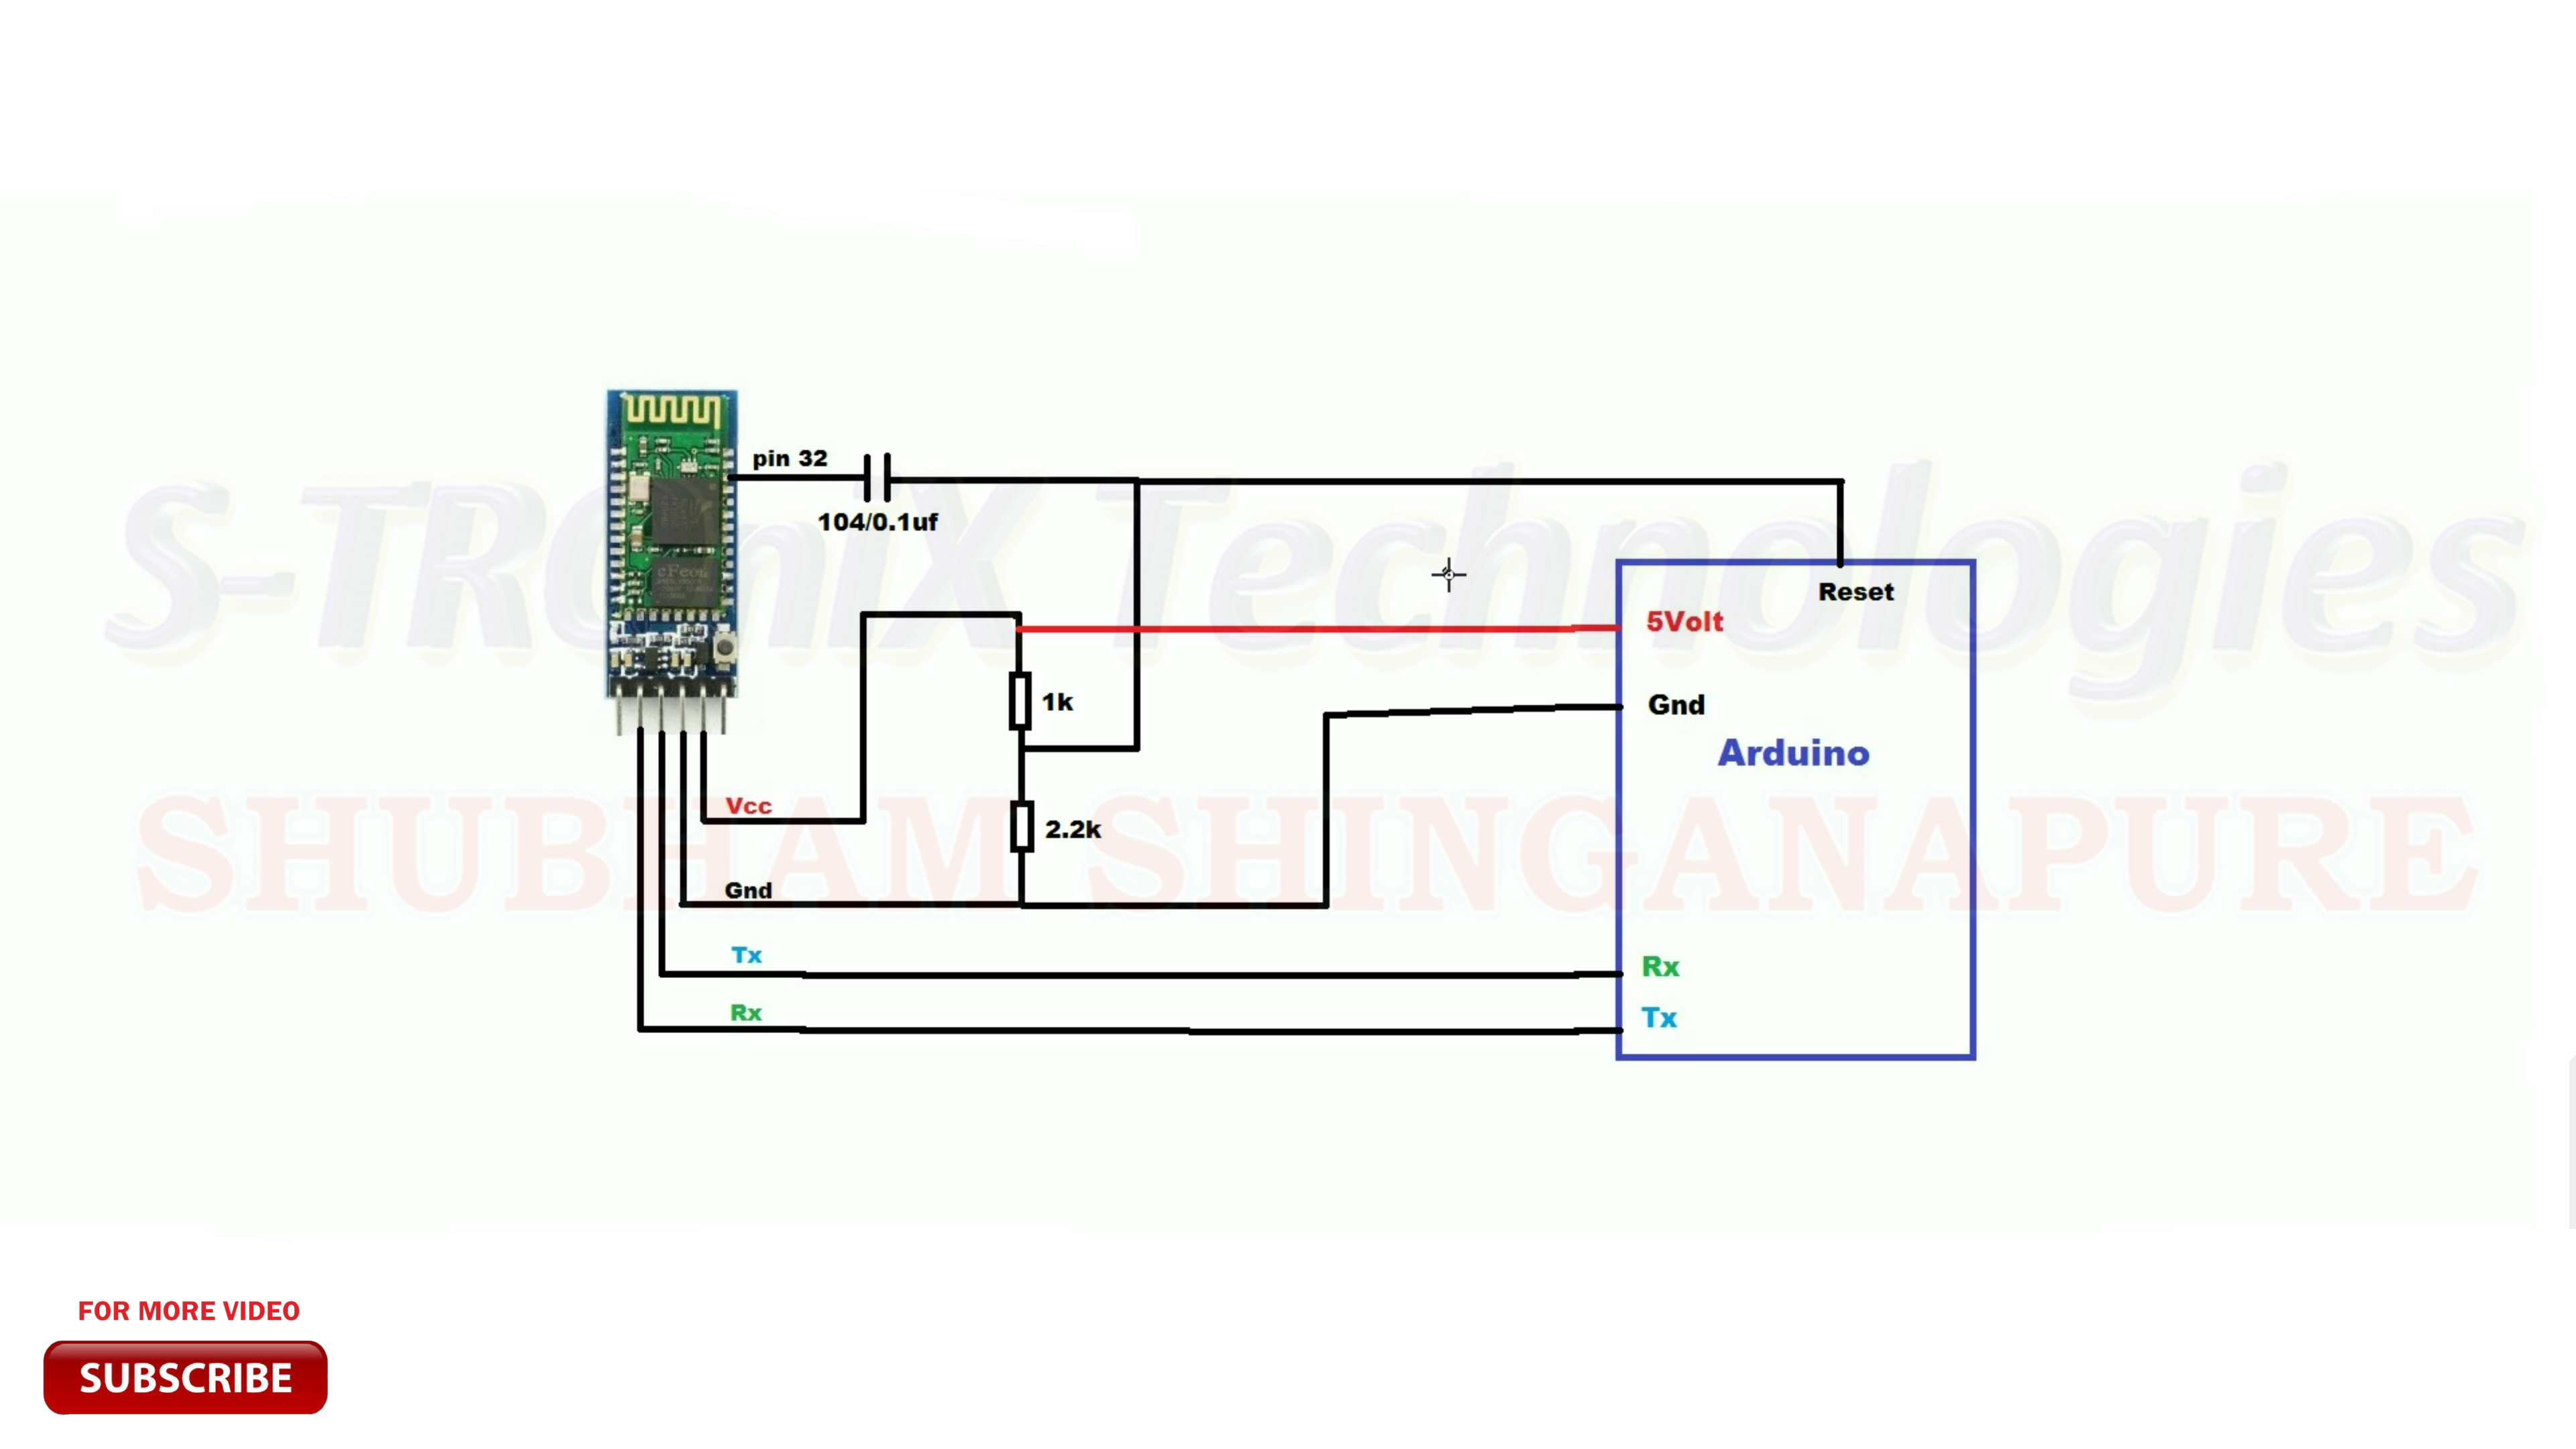 pin 32
104/0.1uf
S-TRONiX Technologies
Reset
5Volt
1k
Gnd
Arduino
Vcc
SHUBHAM SHINGANAPURE
2.2k
Gnd
Tx
Rx
Rx
Tx
FOR MORE VIDEO
SUBSCRIBE